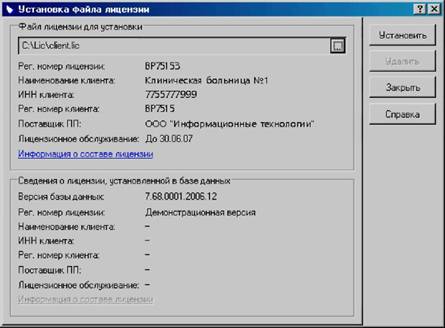 Установка Файла лицензии
Файл лицензии для установки
C:\Lic\client.lic
...
Рег. номер лицензии: BP75153
Наименование клиента: Клиническая больница №1
ИНН клиента: 7755777999
Рег. номер клиента: BP7515
Поставщик ПП: ООО "Информационные технологии"
Лицензионное обслуживание: До 30.06.07
Информация о составе лицензии
Сведения о лицензии, установленной в базе данных
Версия базы данных: 7.68.0001.2006.12
Рег. номер лицензии: Демонстрационная версия
Наименование клиента: –
ИНН клиента: –
Рег. номер клиента: –
Поставщик ПП: –
Лицензионное обслуживание: –
Информация о составе лицензии
Установить
Удалить
Закрыть
Справка